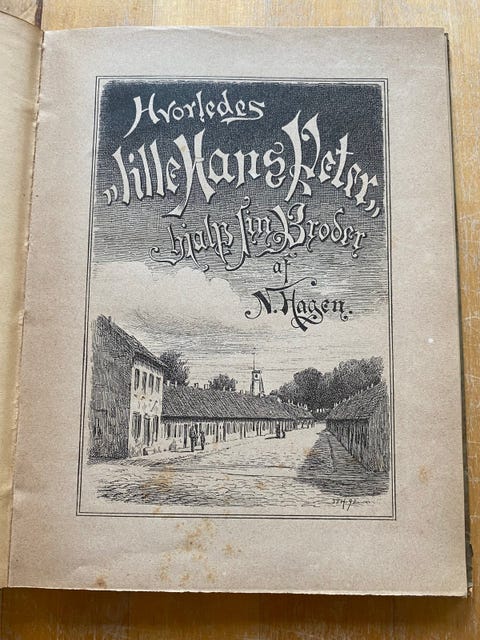 Hvorledes
„lille Hans Peter„
hjalp sin Broder
af
N. Hagen.